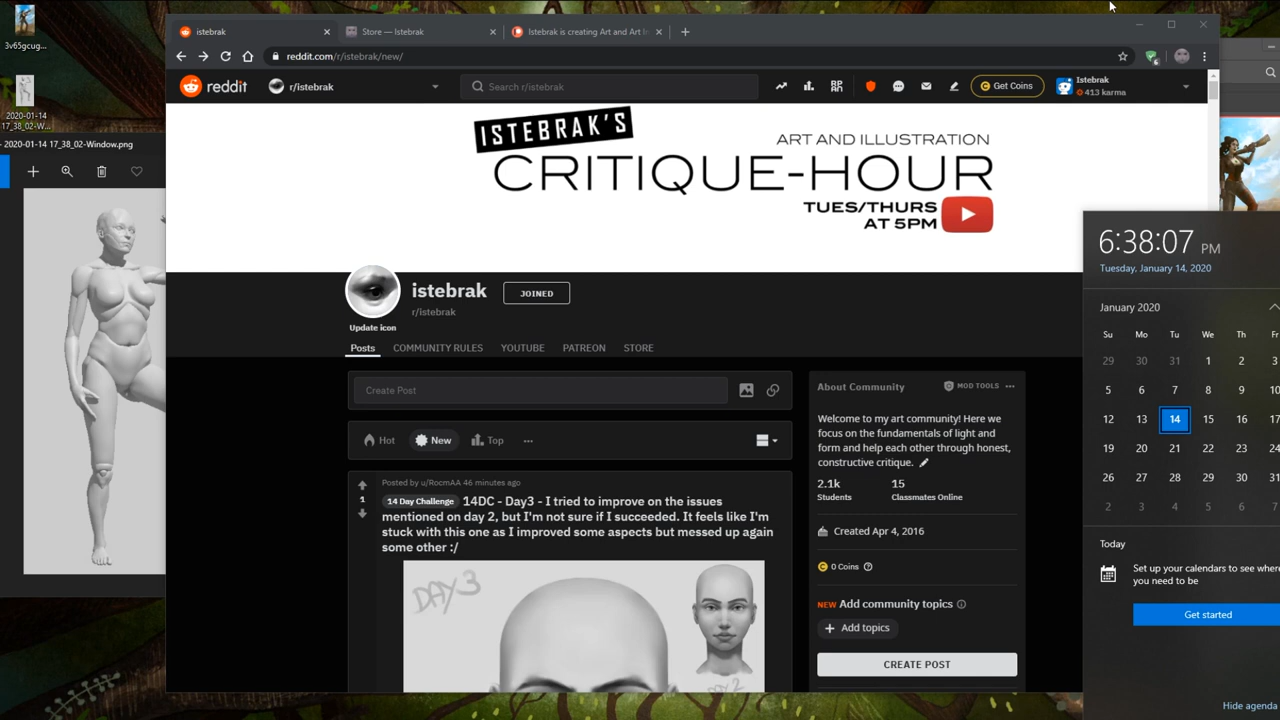 3v65gcug...
2020-01-14
17_38_02-W...
- 2020-01-14 17_38_02-Window.png
istebrak
Store — Istebrak
Istebrak is creating Art and Art I
reddit.com/r/istebrak/new/
6
reddit
r/istebrak
Search r/istebrak
Get Coins
Istebrak
413 karma
ISTEBRAK'S
ART AND ILLUSTRATION
CRITIQUE-HOUR
TUES/THURS
AT 5PM
istebrak
JOINED
r/istebrak
Update icon
Posts
COMMUNITY RULES
YOUTUBE
PATREON
STORE
Create Post
Hot
New
Top
Posted by u/RocmAA 46 minutes ago
1
14 Day Challenge 14DC - Day3 - I tried to improve on the issues
mentioned on day 2, but I'm not sure if I succeeded. It feels like I'm
stuck with this one as I improved some aspects but messed up again
some other :/
DAY 3
DAY 2
About Community
MOD TOOLS
Welcome to my art community! Here we
focus on the fundamentals of light and
form and help each other through honest,
constructive critique.
2.1k 15
Students Classmates Online
Created Apr 4, 2016
0 Coins
NEW Add community topics
Add topics
CREATE POST
6:38:07 PM
Tuesday, January 14, 2020
January 2020
Su Mo Tu We Th Fr
29 30 31 1 2 3
5 6 7 8 9 10
12 13 14 15 16 17
19 20 21 22 23 24
26 27 28 29 30 31
2 3 4 5 6 7
Today
Set up your calendars to see where
you need to be
Get started
Hide agenda